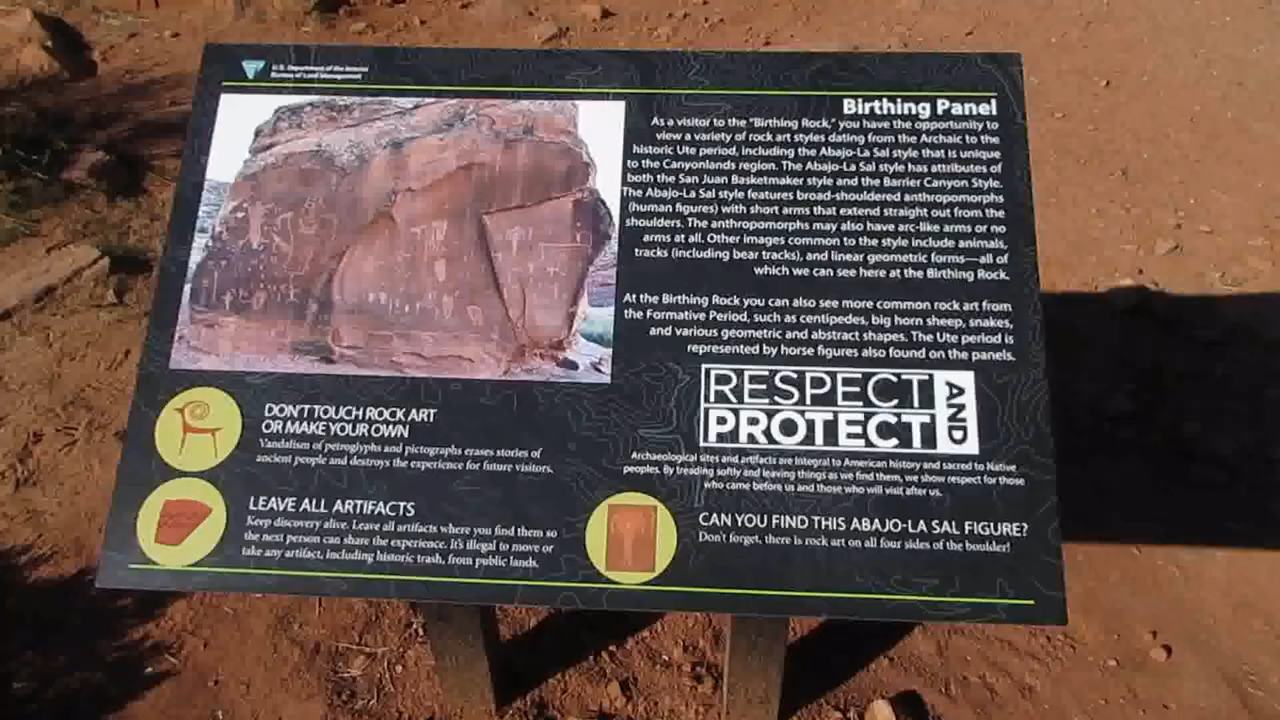 U.S. Department of the Interior
Bureau of Land Management
Birthing Panel
As a visitor to the "Birthing Rock," you have the opportunity to
view a variety of rock art styles dating from the Archaic to the
historic Ute period, including the Abajo-La Sal style that is unique
to the Canyonlands region. The Abajo-La Sal style has attributes of
both the San Juan Basketmaker style and the Barrier Canyon Style.
The Abajo-La Sal style features broad-shouldered anthropomorphs
(human figures) with short arms that extend straight out from the
shoulders. The anthropomorphs may also have arc-like arms or no
arms at all. Other images common to the style include animals,
tracks (including bear tracks), and linear geometric forms—all of
which we can see here at the Birthing Rock.
At the Birthing Rock you can also see more common rock art from
the Formative Period, such as centipedes, big horn sheep, snakes,
and various geometric and abstract shapes. The Ute period is
represented by horse figures also found on the panels.
RESPECT
AND
PROTECT
Archaeological sites and artifacts are integral to American history and sacred to Native
peoples. By treading softly and leaving things as we find them, we show respect for those
who came before us and those who will visit after us.
DON'T TOUCH ROCK ART
OR MAKE YOUR OWN
Vandalism of petroglyphs and pictographs erases stories of
ancient people and destroys the experience for future visitors.
LEAVE ALL ARTIFACTS
Keep discovery alive. Leave all artifacts where you find them so
the next person can share the experience. It's illegal to move or
take any artifact, including historic trash, from public lands.
CAN YOU FIND THIS ABAJO-LA SAL FIGURE?
Don't forget, there is rock art on all four sides of the boulder!